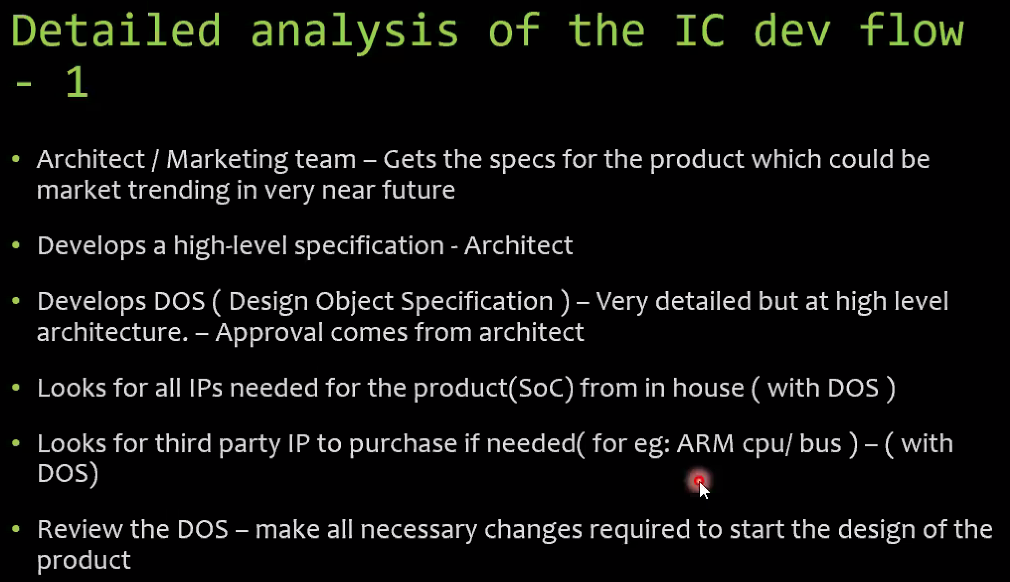 Detailed analysis of the IC dev flow
- 1
• Architect / Marketing team – Gets the specs for the product which could be
market trending in very near future
• Develops a high-level specification - Architect
• Develops DOS ( Design Object Specification ) – Very detailed but at high level
architecture. – Approval comes from architect
• Looks for all IPs needed for the product(SoC) from in house ( with DOS )
• Looks for third party IP to purchase if needed( for eg: ARM cpu/ bus ) – ( with
DOS)
• Review the DOS – make all necessary changes required to start the design of the
product